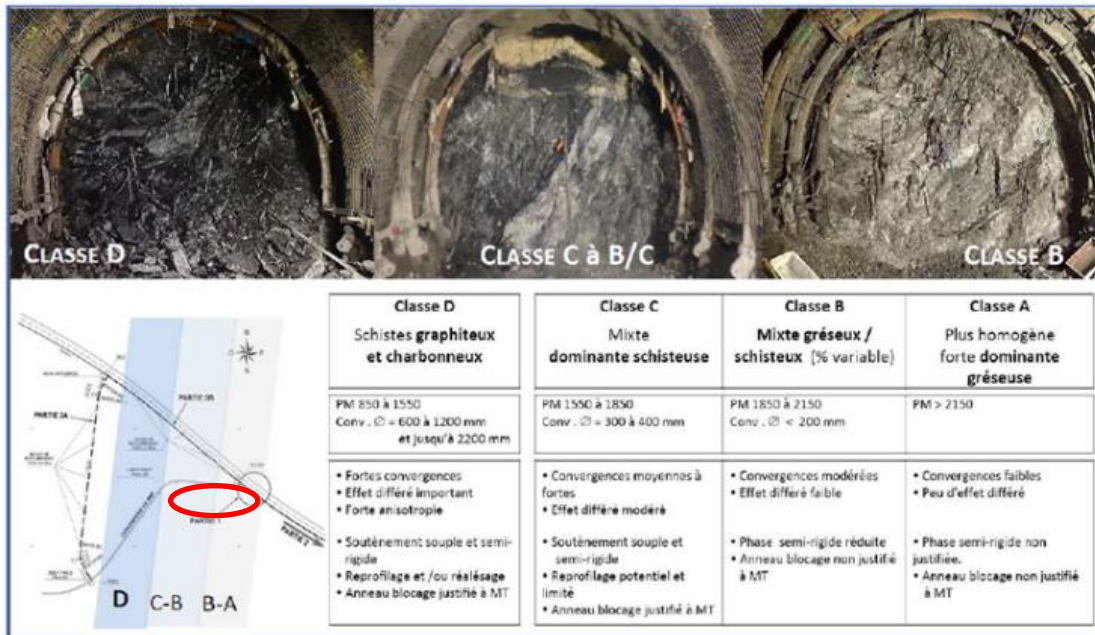 CLASSE D
CLASSE C à B/C
CLASSE B
PARTIE 3A
PARTIE 3B
PARTIE 1
PARTIE 2
D
C-B
B-A
Classe D
Schistes graphiteux
et charbonneux
PM 850 à 1550
Conv . ∅ = 600 à 1200 mm
et jusqu'à 2200 mm
• Fortes convergences
• Effet différé important
• Forte anisotropie
• Soutènement souple et semi-
rigide
• Reprofilage et /ou réalésage
• Anneau blocage justifié à MT
Classe C
Mixte
dominante schisteuse
PM 1550 à 1850
Conv . ∅ = 300 à 400 mm
• Convergences moyennes à
fortes
• Effet différé modéré
• Soutènement souple et
semi-rigide
• Reprofilage potentiel et
limité
• Anneau blocage justifié à MT
Classe B
Mixte gréseux /
schisteux (% variable)
PM 1850 à 2150
Conv . ∅ < 200 mm
• Convergences modérées
• Effet différé faible
• Phase semi-rigide réduite
• Anneau blocage non justifié
à MT
Classe A
Plus homogène
forte dominante
gréseuse
PM > 2150
• Convergences faibles
• Peu d'effet différé
• Phase semi-rigide non
justifiée.
• Anneau blocage non justifié
à MT